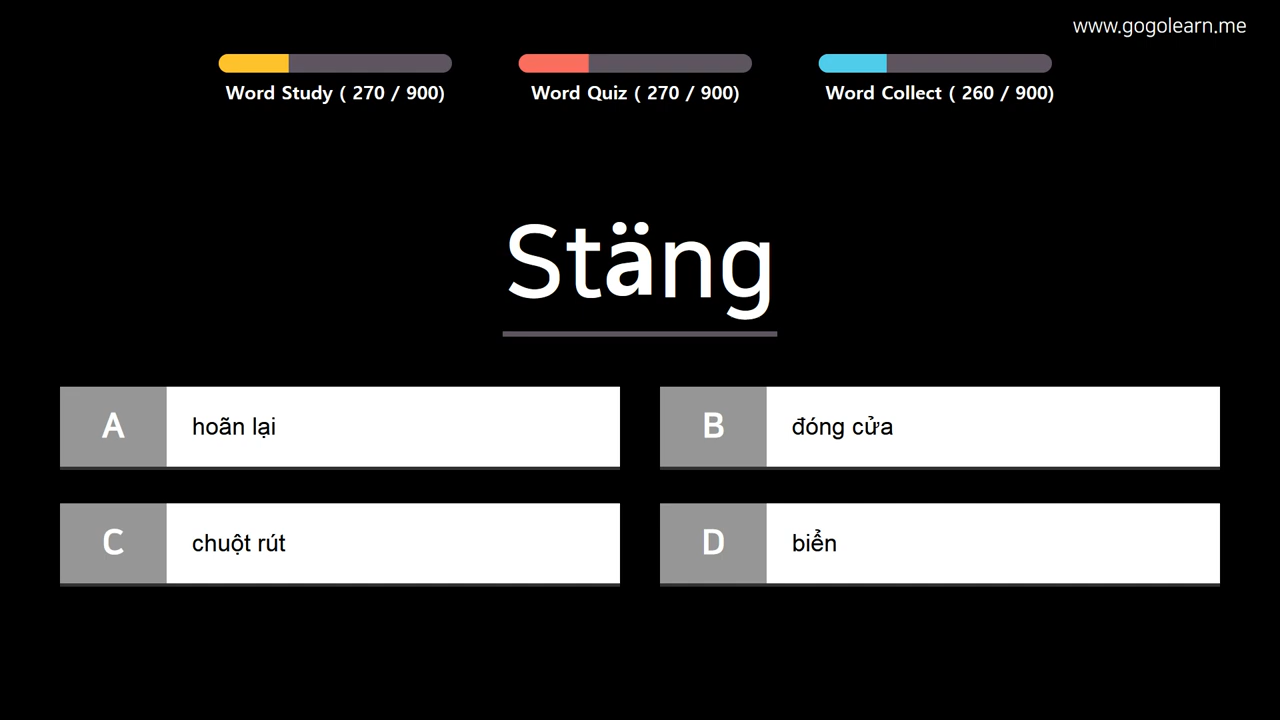 www.gogolearn.me
Word Study ( 270 / 900)
Word Quiz ( 270 / 900)
Word Collect ( 260 / 900)
Stäng
A hoãn lại
B đóng cửa
C chuột rút
D biển